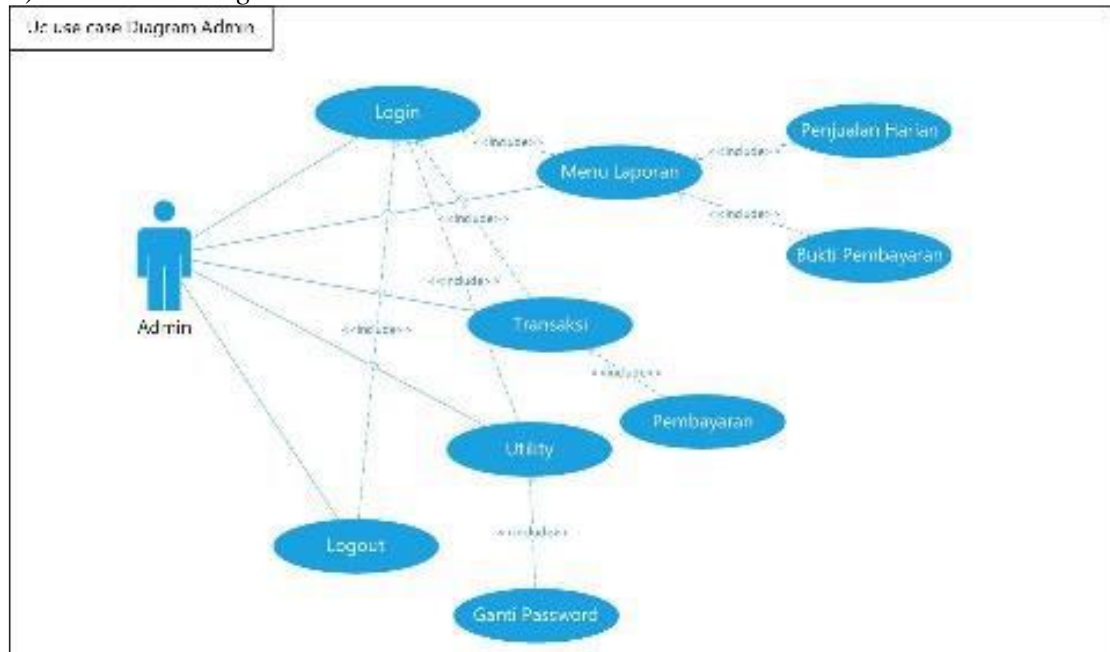 Uc use case Diagram Admin
Login
<<include>>
Penjualan Harian
<<include>>
Menu Laporan
<<include>>
<<include>>
Bukti Pembayaran
<<include>>
Admin
Transaksi
<<include>>
<<include>>
Pembayaran
Utility
<<include>>
Logout
Ganti Password